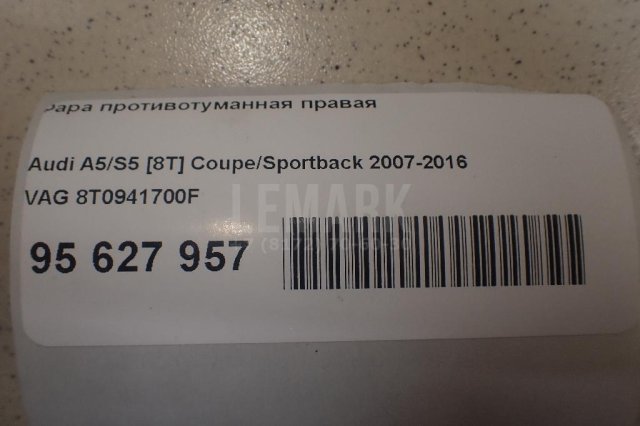 Фара противотуманная правая
Audi A5/S5 [8T] Coupe/Sportback 2007-2016
VAG 8T0941700F
LEMARK
95 627 957